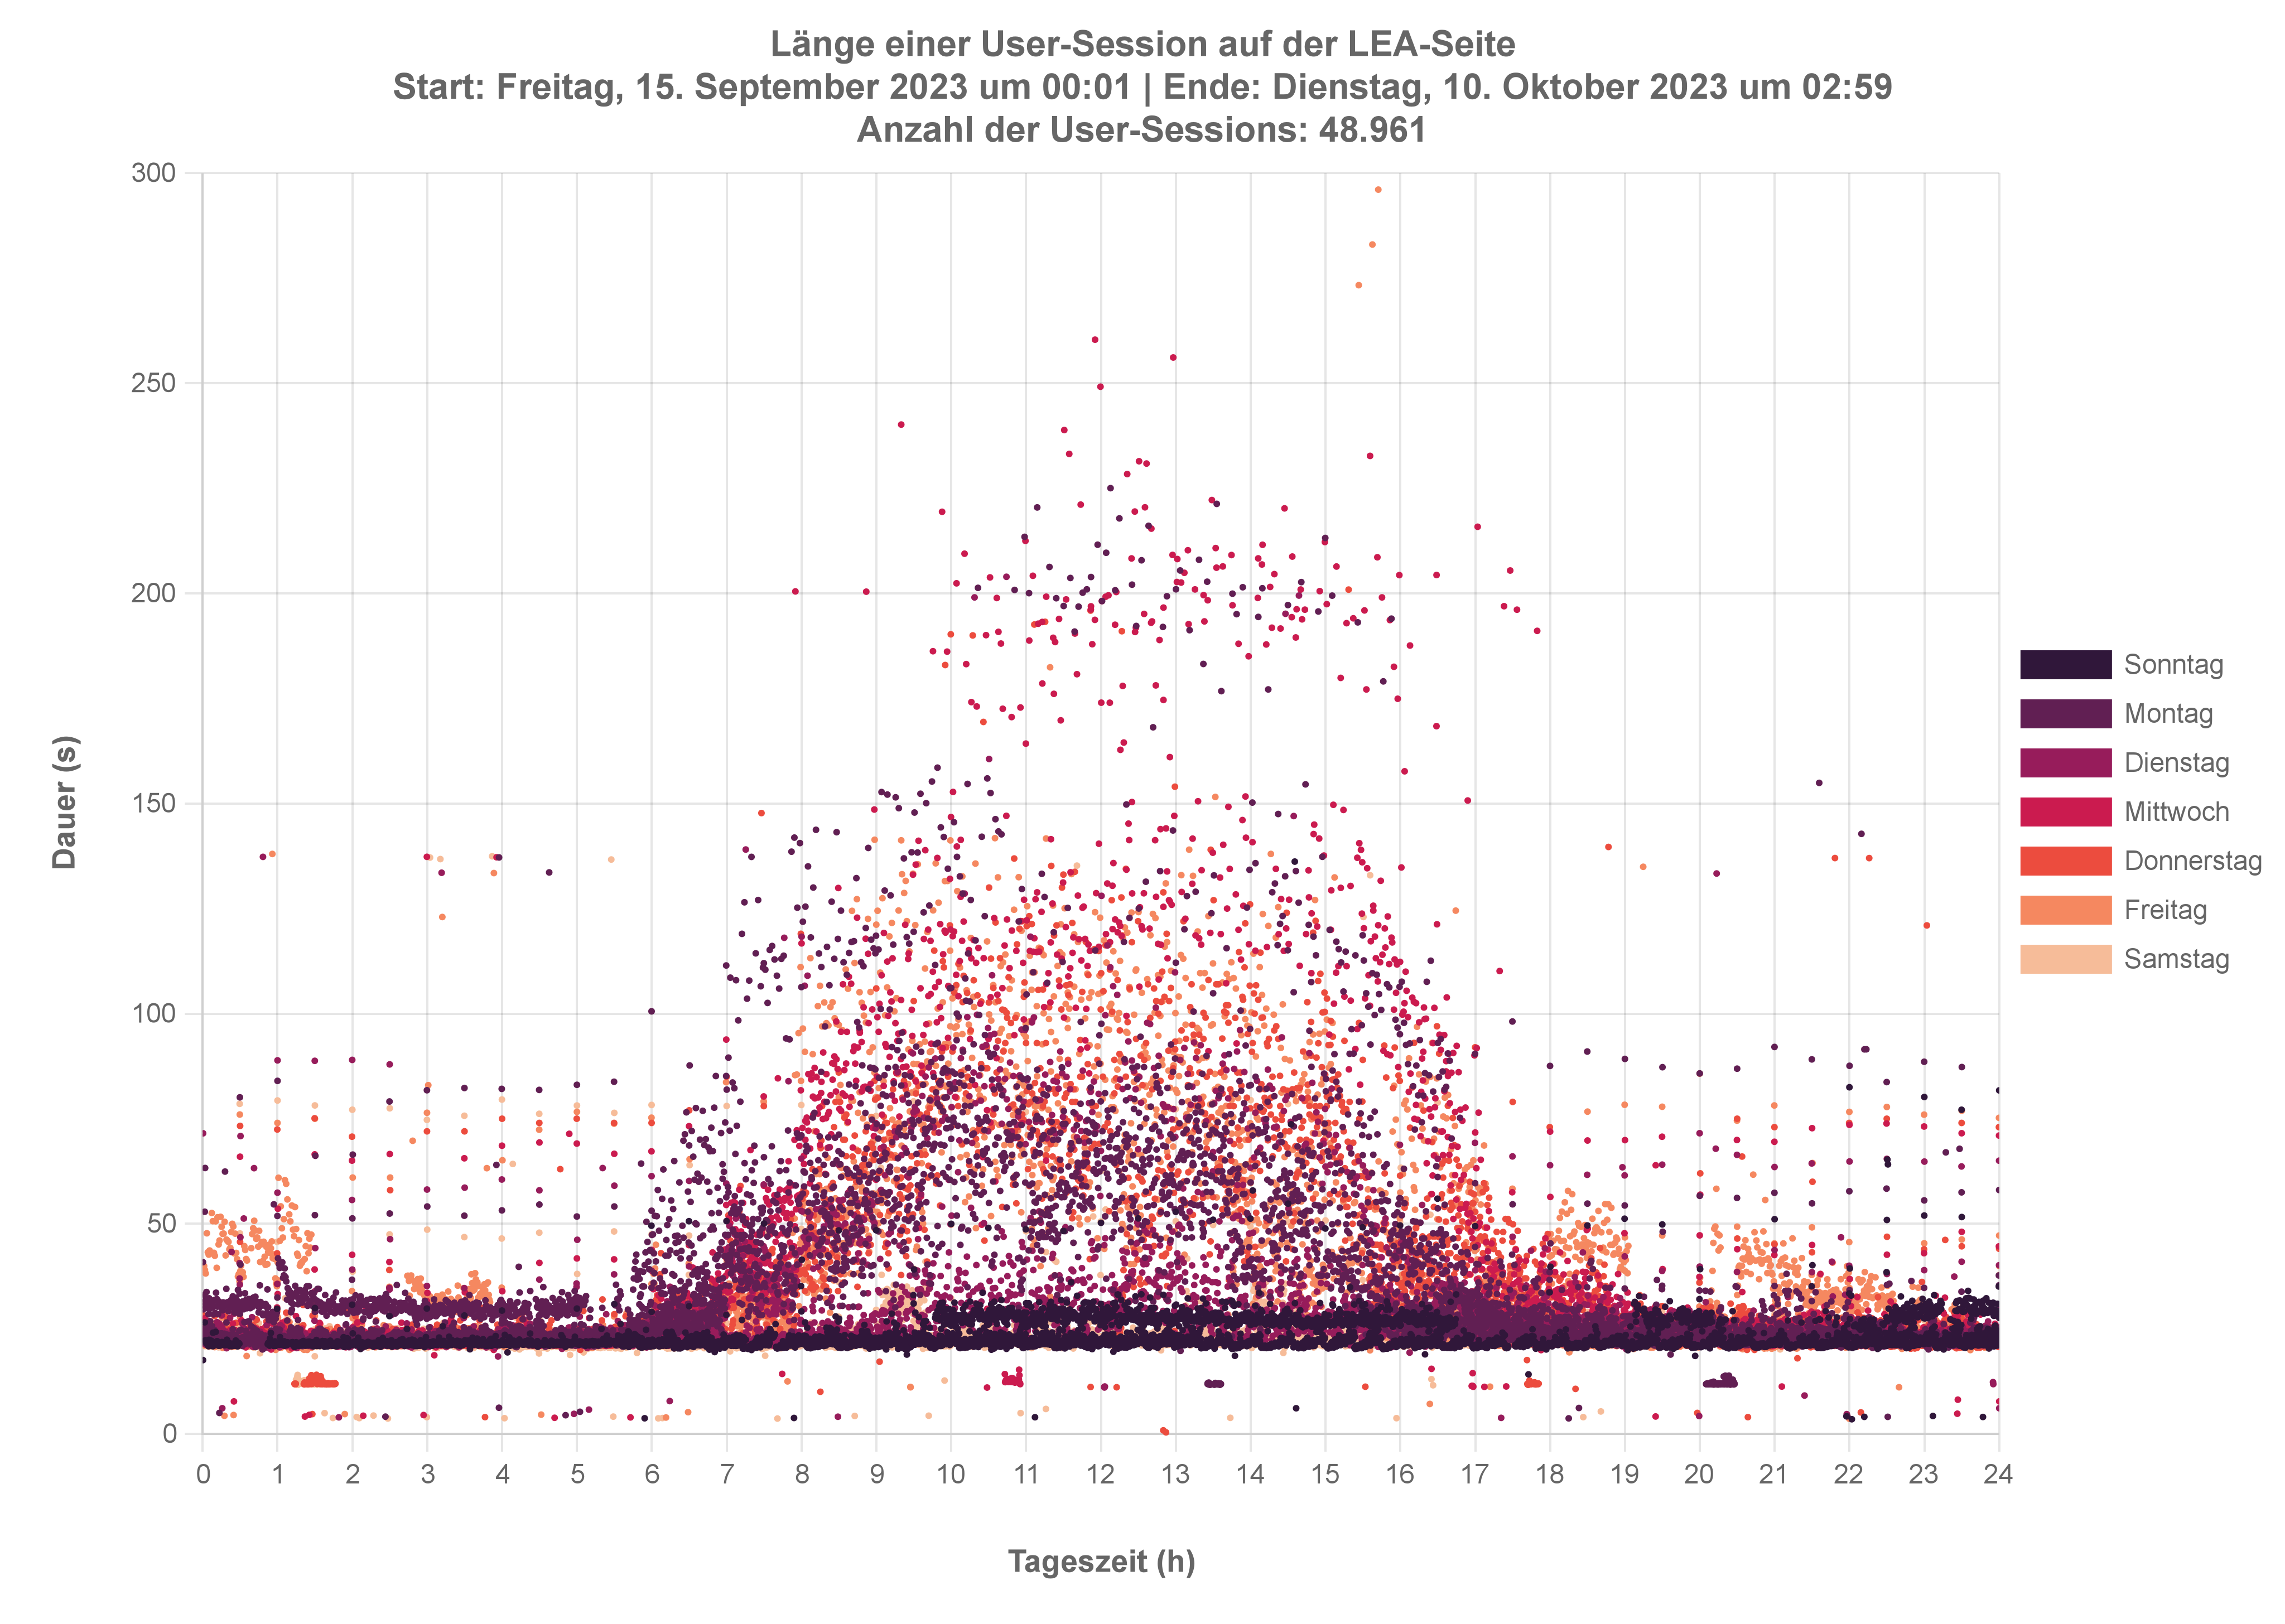 Länge einer User-Session auf der LEA-Seite
Start: Freitag, 15. September 2023 um 00:01 | Ende: Dienstag, 10. Oktober 2023 um 02:59
Anzahl der User-Sessions: 48.961
300
250
200
150
100
50
0
Dauer (s)
0 1 2 3 4 5 6 7 8 9 10 11 12 13 14 15 16 17 18 19 20 21 22 23 24
Tageszeit (h)
Sonntag
Montag
Dienstag
Mittwoch
Donnerstag
Freitag
Samstag